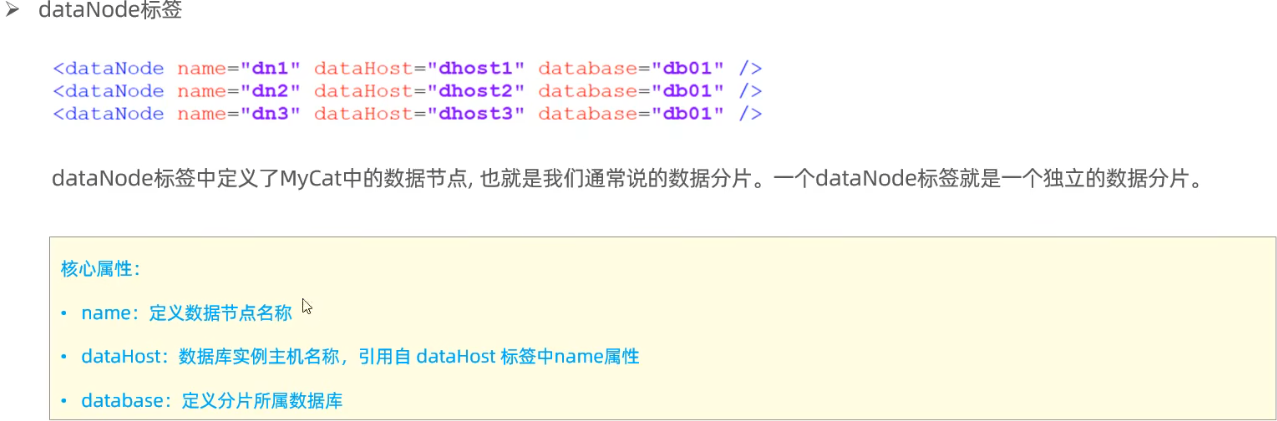 ➢ dataNode标签
<dataNode name="dn1" dataHost="dhost1" database="db01" />
<dataNode name="dn2" dataHost="dhost2" database="db01" />
<dataNode name="dn3" dataHost="dhost3" database="db01" />
dataNode标签中定义了MyCat中的数据节点, 也就是我们通常说的数据分片。一个dataNode标签就是一个独立的数据分片。
核心属性：
• name：定义数据节点名称
• dataHost：数据库实例主机名称，引用自 dataHost 标签中name属性
• database：定义分片所属数据库